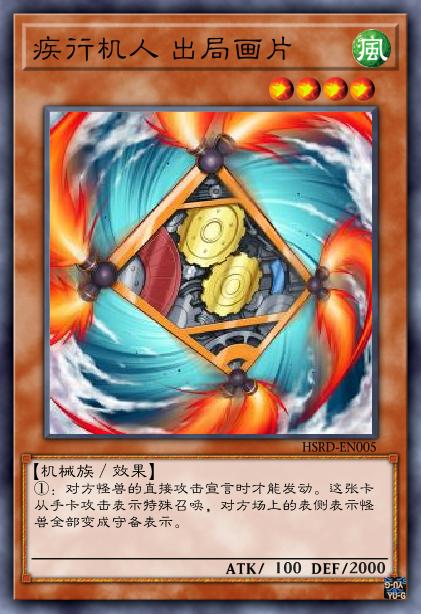 疾行机人 出局画片
風
HSRD-EN005
【机械族／效果】
①：对方怪兽的直接攻击宣言时才能发动。这张卡
从手卡攻击表示特殊召唤，对方场上的表侧表示怪
兽全部变成守备表示。
ATK/ 100 DEF/2000